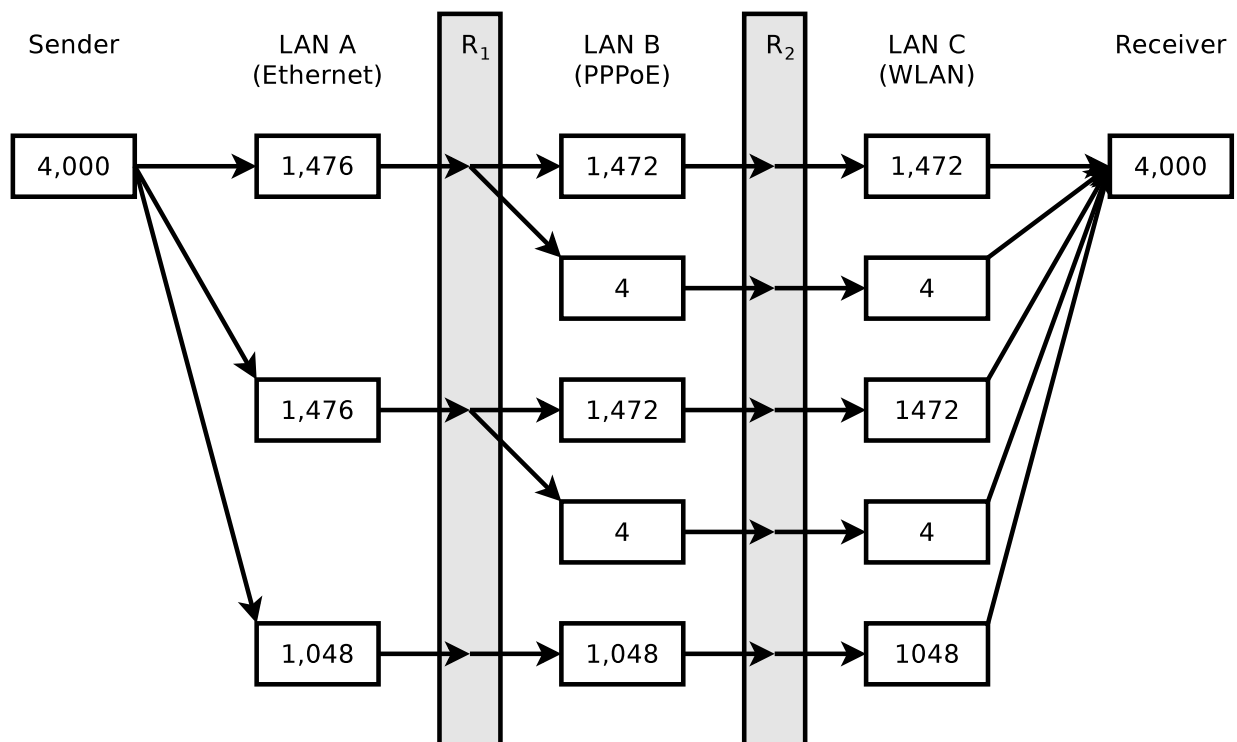 Sender LAN A R1 LAN B R2 LAN C Receiver
(Ethernet) (PPPoE) (WLAN)
4,000 1,476 1,472 1,472 4,000
4 4
1,476 1,472 1472
4 4
1,048 1,048 1048